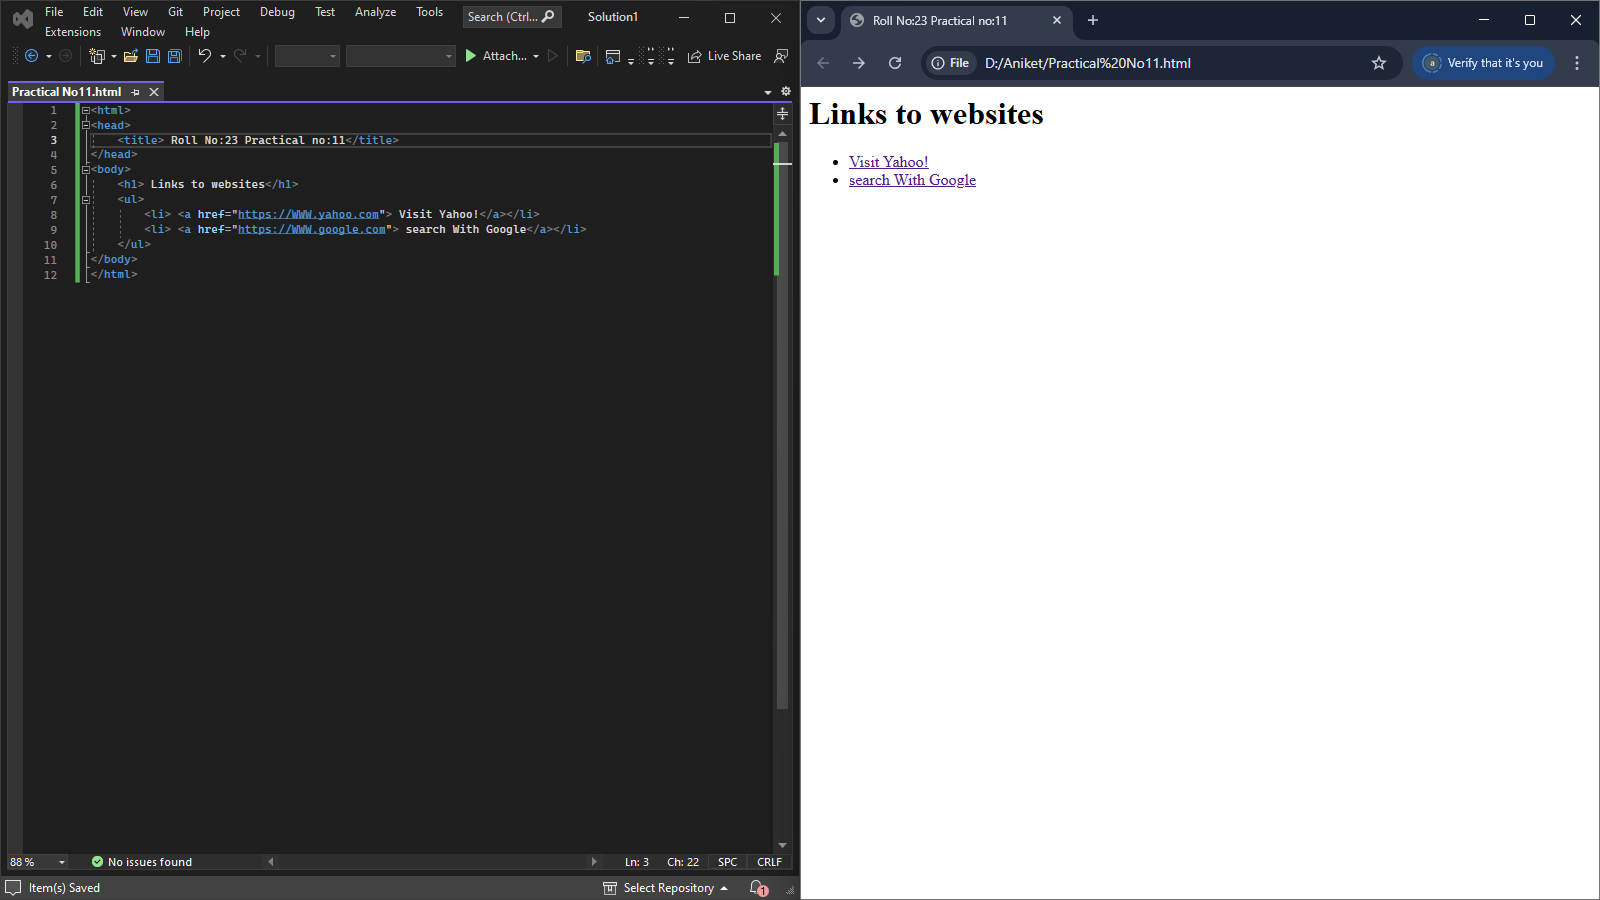 File Edit View Git Project Debug Test Analyze Tools Search (Ctrl... Solution1
Extensions Window Help
Attach... Live Share
Practical No11.html
1 <html>
2 <head>
3 <title> Roll No:23 Practical no:11</title>
4 </head>
5 <body>
6 <h1> Links to websites</h1>
7 <ul>
8 <li> <a href="https://WWW.yahoo.com"> Visit Yahoo!</a></li>
9 <li> <a href="https://WWW.google.com"> search With Google</a></li>
10 </ul>
11 </body>
12 </html>
88 % No issues found Ln: 3 Ch: 22 SPC CRLF
Item(s) Saved Select Repository 1
Roll No:23 Practical no:11
File D:/Aniket/Practical%20No11.html a Verify that it's you
Links to websites
Visit Yahoo!
search With Google